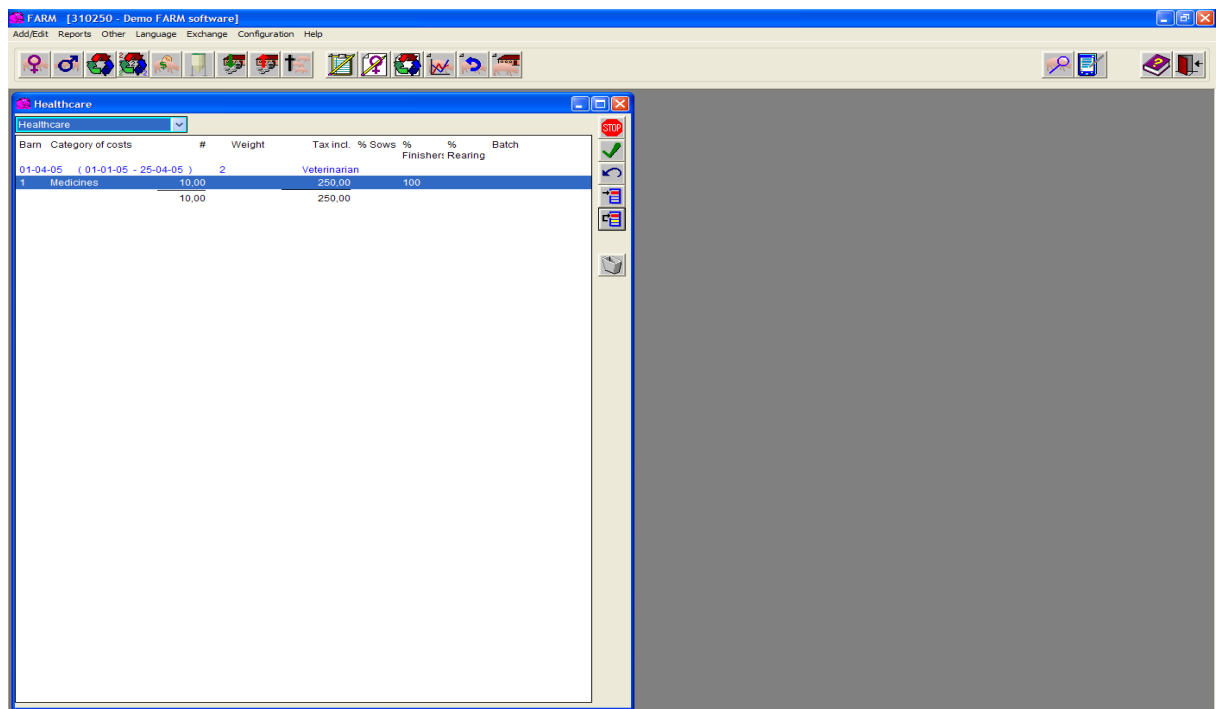 FARM [310250 - Demo FARM software]
Add/Edit Reports Other Language Exchange Configuration Help
Healthcare
Healthcare
STOP
Barn Category of costs # Weight Tax incl. % Sows % % Batch
Finishers Rearing
01-04-05 ( 01-01-05 - 25-04-05 ) 2 Veterinarian
1 Medicines 10,00 250,00 100
10,00 250,00